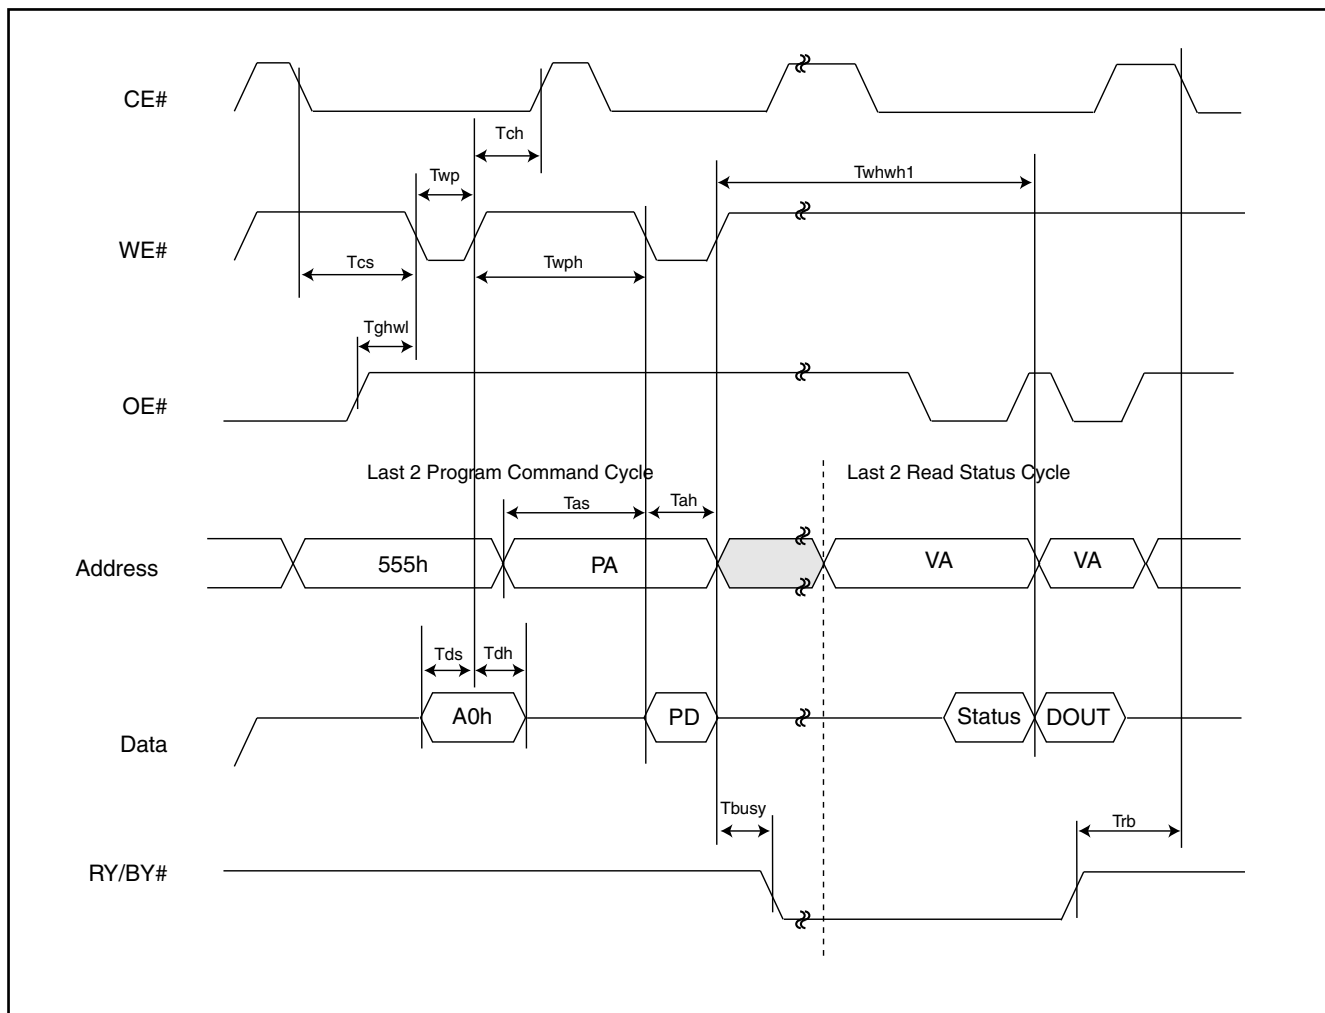 CE#
Tch
Twp
Twhwh1
WE#
Tcs
Twph
Tghwl
OE#
Last 2 Program Command Cycle
Last 2 Read Status Cycle
Tas
Tah
Address
555h
PA
VA
VA
Tds
Tdh
A0h
PD
Status
DOUT
Data
Tbusy
Trb
RY/BY#